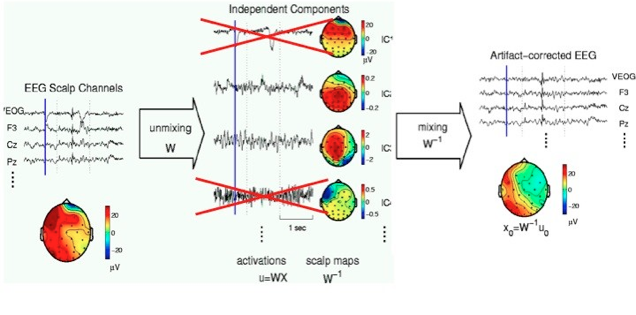 Independent Components
EEG Scalp Channels
VEOG
F3
Cz
Pz
20
0
-20
µV
unmixing
W
IC1
20
0
-20
µV
IC2
0.2
0
-0.2
IC3
2
0
-2
IC4
0.5
0
-0.5
1 sec
activations
scalp maps
u=WX
W⁻¹
mixing
W⁻¹
Artifact-corrected EEG
VEOG
F3
Cz
Pz
20
0
-20
µV
x₀=W⁻¹u₀